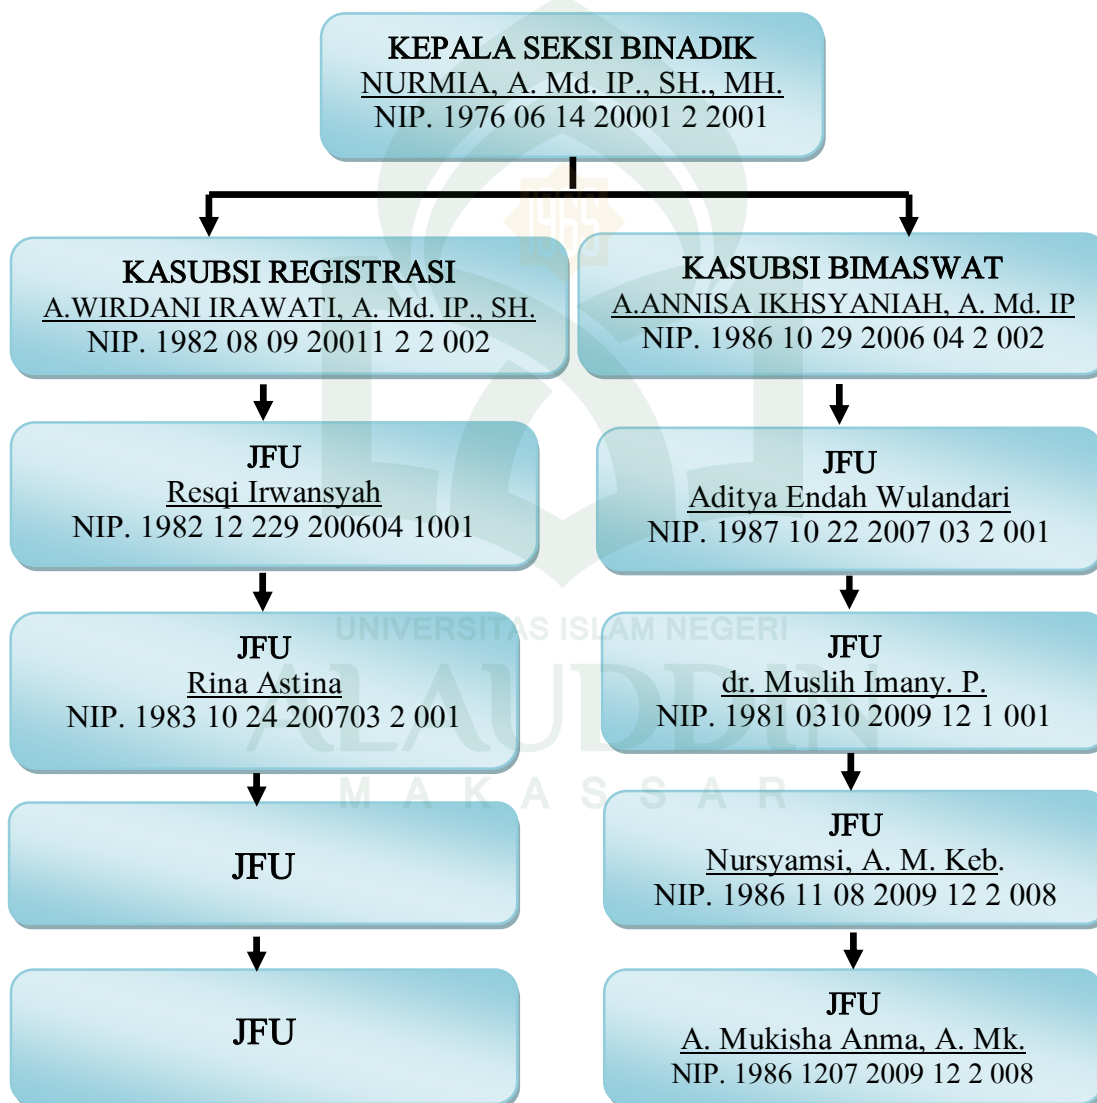 KEPALA SEKSI BINADIK
NURMIA, A. Md. IP., SH., MH.
NIP. 1976 06 14 20001 2 2001
KASUBSI REGISTRASI
A.WIRDANI IRAWATI, A. Md. IP., SH.
NIP. 1982 08 09 20011 2 2 002
KASUBSI BIMASWAT
A.ANNISA IKHSYANIAH, A. Md. IP
NIP. 1986 10 29 2006 04 2 002
JFU
Resqi Irwansyah
NIP. 1982 12 229 200604 1001
JFU
Aditya Endah Wulandari
NIP. 1987 10 22 2007 03 2 001
JFU
Rina Astina
NIP. 1983 10 24 200703 2 001
JFU
dr. Muslih Imany. P.
NIP. 1981 0310 2009 12 1 001
JFU
JFU
Nursyamsi, A. M. Keb.
NIP. 1986 11 08 2009 12 2 008
JFU
JFU
A. Mukisha Anma, A. Mk.
NIP. 1986 1207 2009 12 2 008
1965
UNIVERSITAS ISLAM NEGERI
ALAUDDIN
MAKASSAR